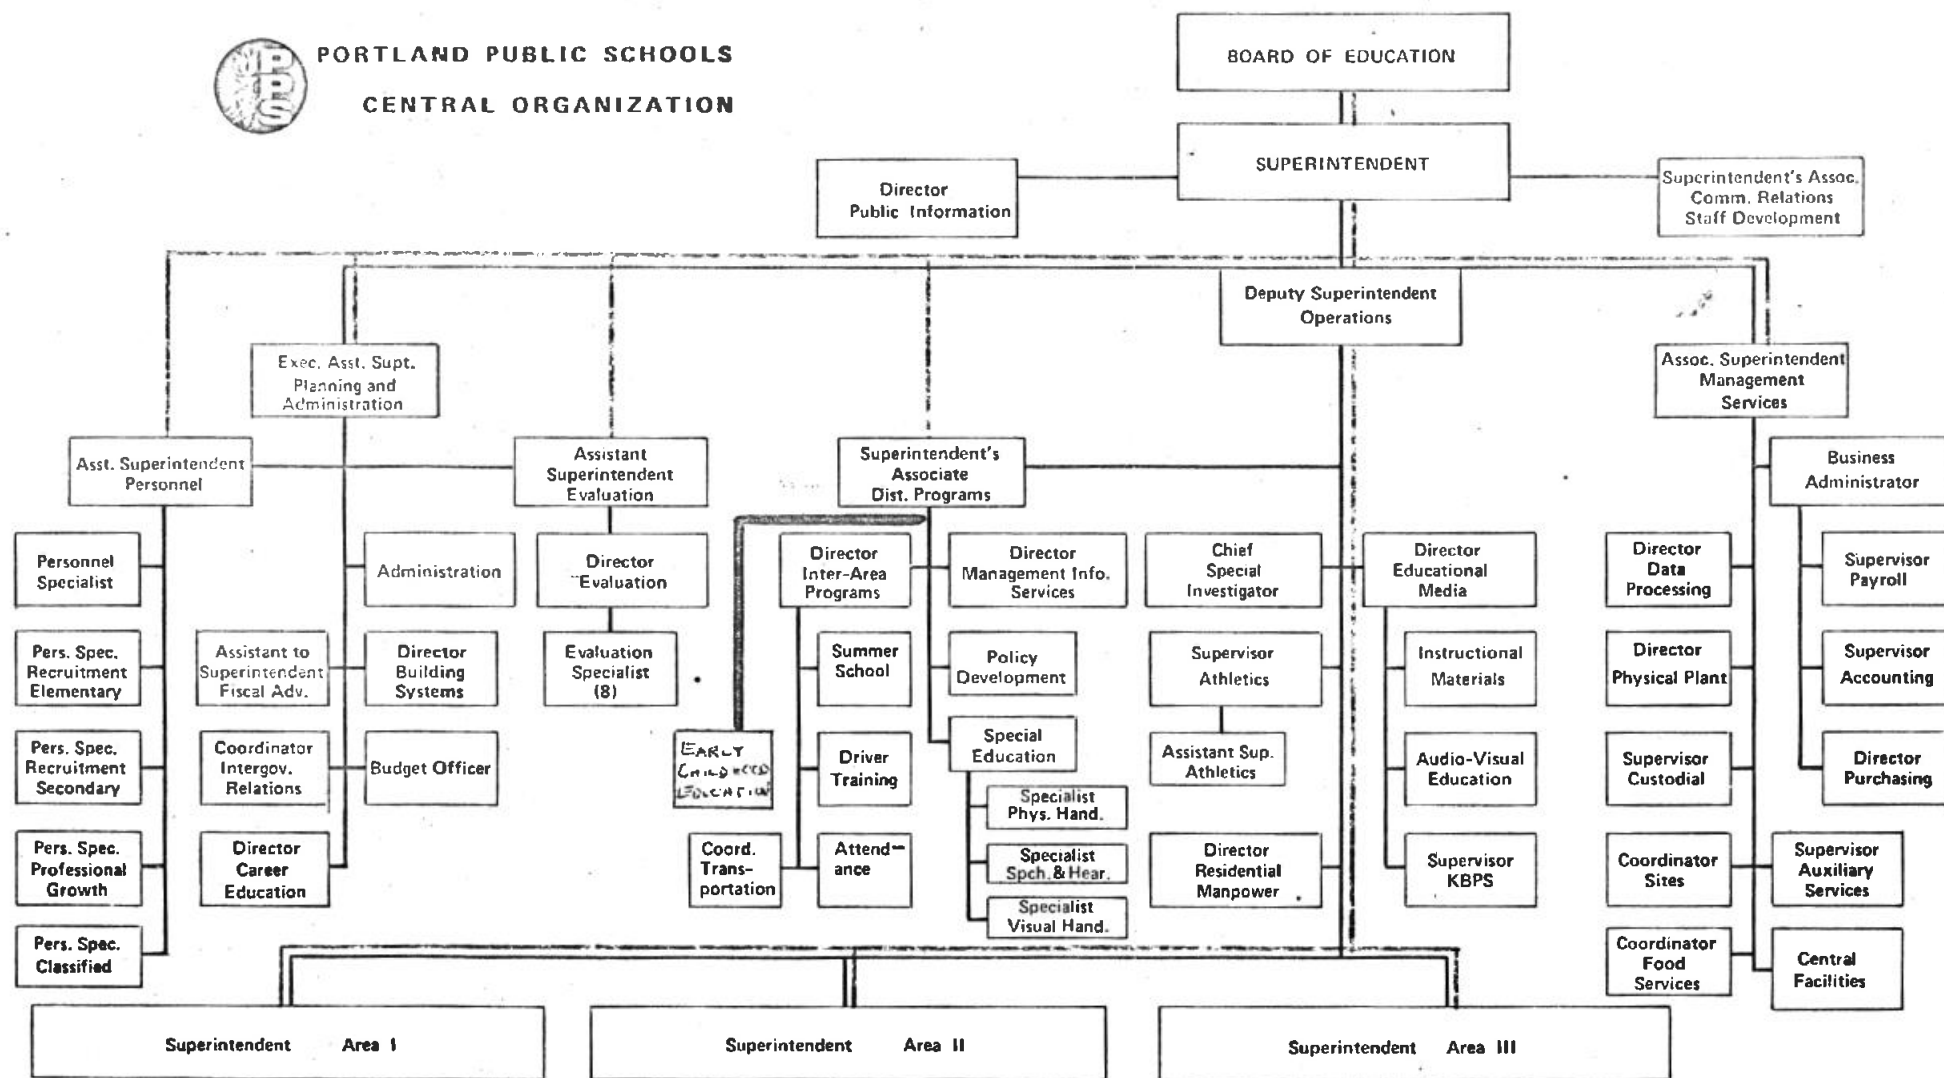 PPS
PORTLAND PUBLIC SCHOOLS
CENTRAL ORGANIZATION
BOARD OF EDUCATION
SUPERINTENDENT
Director
Public Information
Superintendent's Assoc.
Comm. Relations
Staff Development
Deputy Superintendent
Operations
Exec. Asst. Supt.
Planning and
Administration
Assoc. Superintendent
Management
Services
Asst. Superintendent
Personnel
Assistant
Superintendent
Evaluation
Superintendent's
Associate
Dist. Programs
Business
Administrator
Personnel
Specialist
Administration
Director
Evaluation
Director
Inter-Area
Programs
Director
Management Info.
Services
Chief
Special
Investigator
Director
Educational
Media
Director
Data
Processing
Supervisor
Payroll
Pers. Spec.
Recruitment
Elementary
Assistant to
Superintendent
Fiscal Adv.
Director
Building
Systems
Evaluation
Specialist
(8)
Summer
School
Policy
Development
Supervisor
Athletics
Instructional
Materials
Director
Physical Plant
Supervisor
Accounting
Pers. Spec.
Recruitment
Secondary
Coordinator
Intergov.
Relations
Budget Officer
EARLY
CHILDHOOD
EDUCATION
Driver
Training
Special
Education
Assistant Sup.
Athletics
Audio-Visual
Education
Supervisor
Custodial
Director
Purchasing
Specialist
Phys. Hand.
Pers. Spec.
Professional
Growth
Director
Career
Education
Coord.
Trans-
portation
Attend-
ance
Specialist
Spch. & Hear.
Director
Residential
Manpower
Supervisor
KBPS
Coordinator
Sites
Supervisor
Auxiliary
Services
Specialist
Visual Hand.
Pers. Spec.
Classified
Coordinator
Food
Services
Central
Facilities
Superintendent Area I
Superintendent Area II
Superintendent Area III